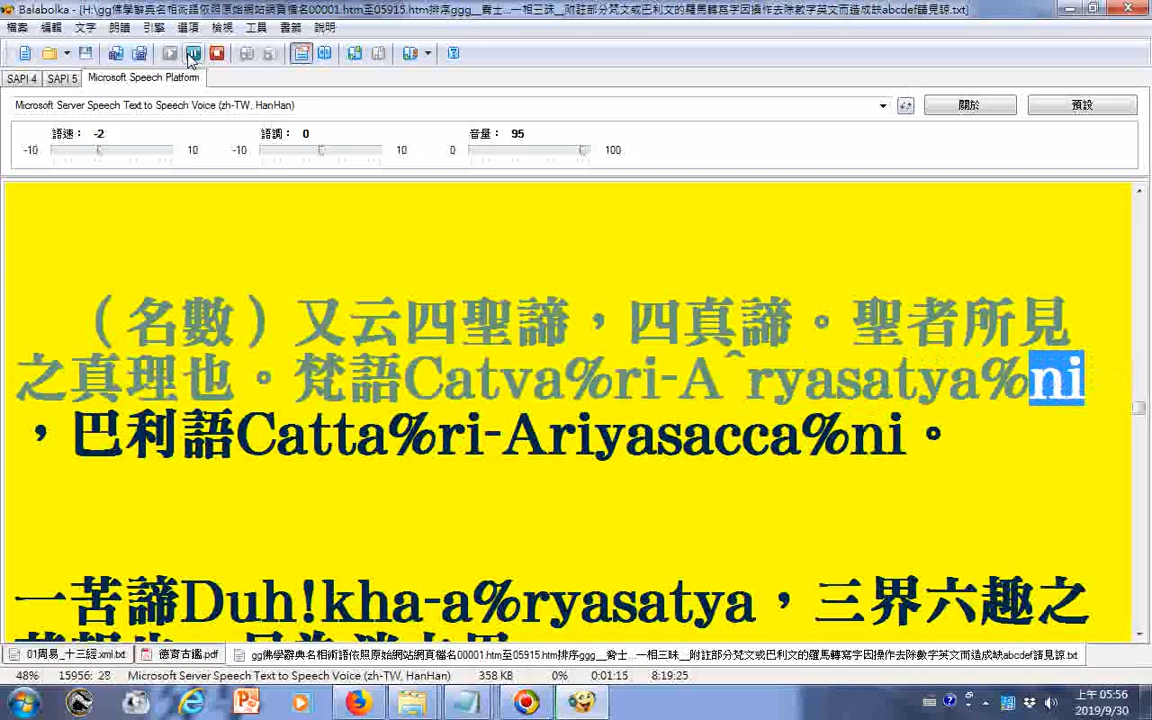 Balabolka - [H:\gg佛學辭典名相術語依照原始網站網頁檔名00001.htm至05915.htm排序ggg__爵士...一相三昧__附註部分梵文或巴利文的羅馬轉寫字因操作去除數字英文而造成缺abcdef請見諒.txt]
檔案 編輯 文字 朗讀 引擎 選項 檢視 工具 書籤 說明
SAPI 4 SAPI 5 Microsoft Speech Platform
Microsoft Server Speech Text to Speech Voice (zh-TW, HanHan) 關於 預設
語速： -2 語調： 0 音量： 95
-10 10 -10 10 0 100
（名數）又云四聖諦，四真諦。聖者所見
之真理也。梵語Catva%ri-A^ryasatya%ni
，巴利語Catta%ri-Ariyasacca%ni。
一苦諦Duh!kha-a%ryasatya，三界六趣之
01周易_十三經.xml.txt 德育古鑑.pdf gg佛學辭典名相術語依照原始網站網頁檔名00001.htm至05915.htm排序ggg__爵士...一相三昧__附註部分梵文或巴利文的羅馬轉寫字因操作去除數字英文而造成缺abcdef請見諒.txt
48% 15956: 28 Microsoft Server Speech Text to Speech Voice (zh-TW, HanHan) 358 KB 0% 0:01:15 8:19:25
上午 05:56
2019/9/30